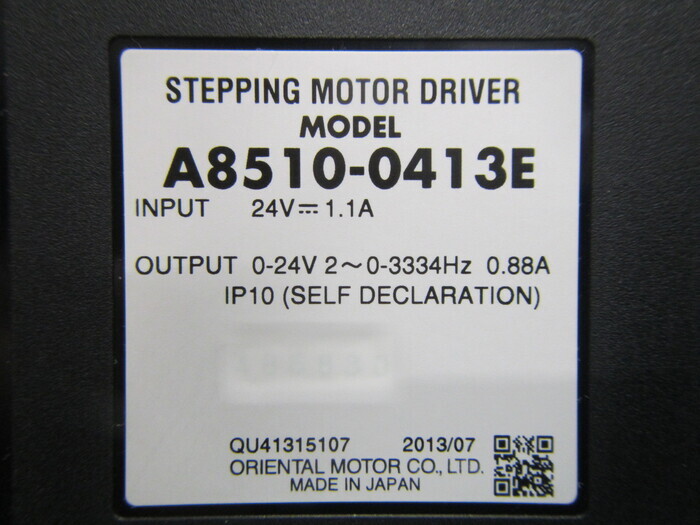 STEPPING MOTOR DRIVER
MODEL
A8510-0413E
INPUT 24V⎓1.1A
OUTPUT 0-24V 2～0-3334Hz 0.88A
IP10 (SELF DECLARATION)
QU41315107 2013/07
ORIENTAL MOTOR CO., LTD.
MADE IN JAPAN